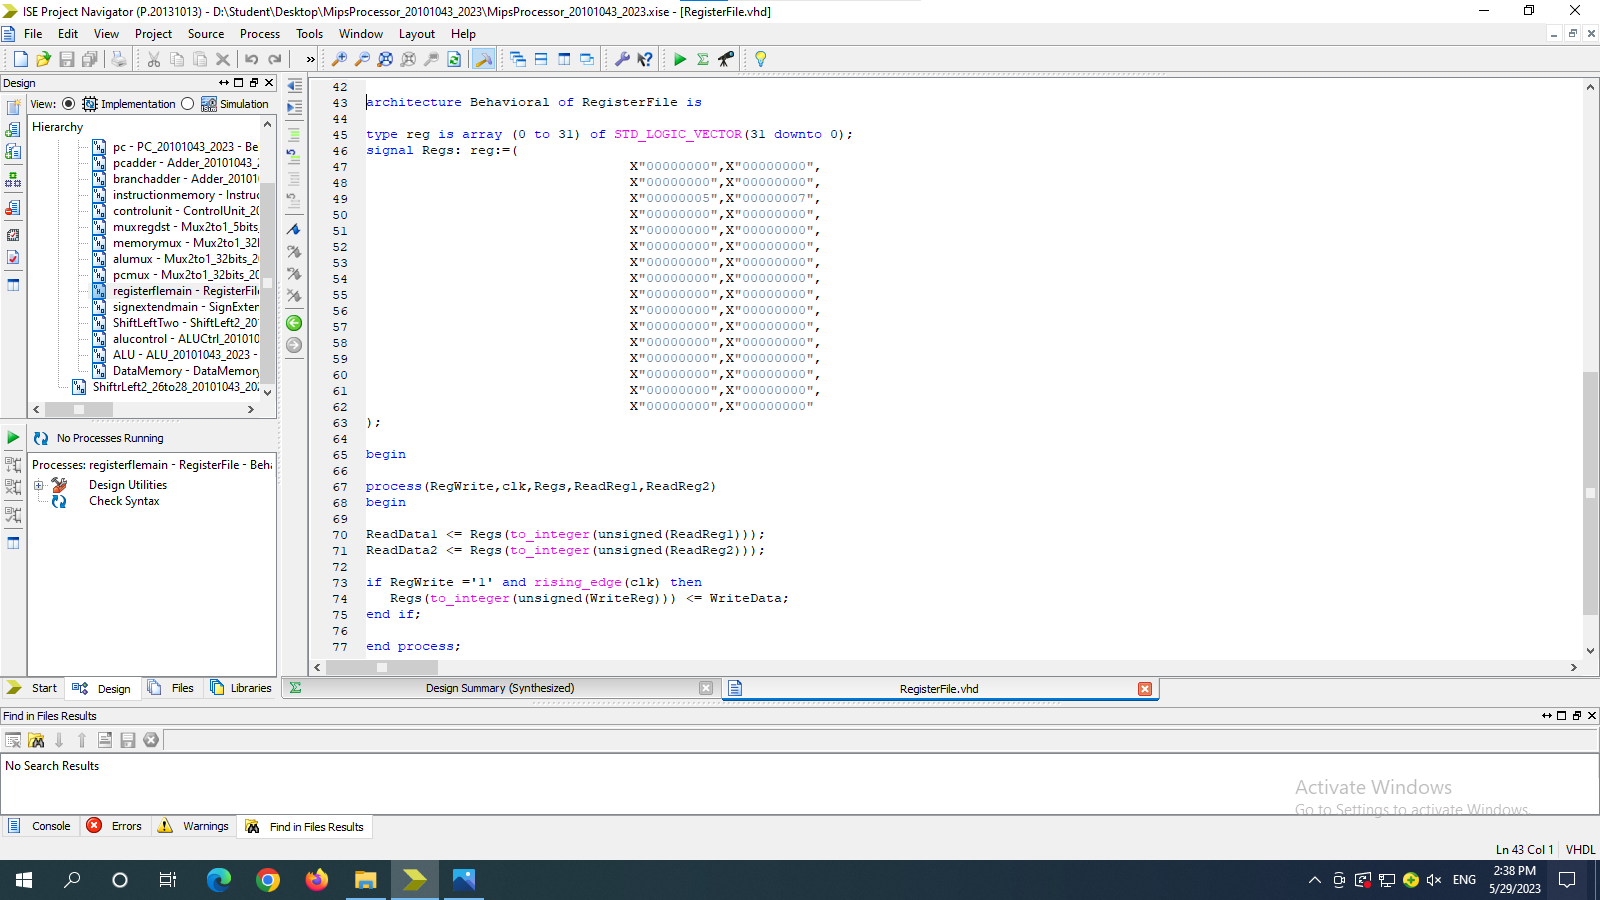 ISE Project Navigator (P.20131013) - D:\Student\Desktop\MipsProcessor_20101043_2023\MipsProcessor_20101043_2023.xise - [RegisterFile.vhd]
File Edit View Project Source Process Tools Window Layout Help
Design
View: Implementation Simulation
Hierarchy
pc - PC_20101043_2023 - Be
pcadder - Adder_20101043_
branchadder - Adder_20101
instructionmemory - Instruc
controlunit - ControlUnit_20
muxregdst - Mux2to1_5bits_
memorymux - Mux2to1_32l
alumux - Mux2to1_32bits_2
pcmux - Mux2to1_32bits_20
registerflemain - RegisterFil
signextendmain - SignExter
ShiftLeftTwo - ShiftLeft2_20
alucontrol - ALUCtrl_201010
ALU - ALU_20101043_2023 -
DataMemory - DataMemory
ShiftrLeft2_26to28_20101043_20
No Processes Running
Processes: registerflemain - RegisterFile - Beh
Design Utilities
Check Syntax
Start Design Files Libraries
42
43 architecture Behavioral of RegisterFile is
44
45 type reg is array (0 to 31) of STD_LOGIC_VECTOR(31 downto 0);
46 signal Regs: reg:=(
47 X"00000000",X"00000000",
48 X"00000000",X"00000000",
49 X"00000005",X"00000007",
50 X"00000000",X"00000000",
51 X"00000000",X"00000000",
52 X"00000000",X"00000000",
53 X"00000000",X"00000000",
54 X"00000000",X"00000000",
55 X"00000000",X"00000000",
56 X"00000000",X"00000000",
57 X"00000000",X"00000000",
58 X"00000000",X"00000000",
59 X"00000000",X"00000000",
60 X"00000000",X"00000000",
61 X"00000000",X"00000000",
62 X"00000000",X"00000000"
63 );
64
65 begin
66
67 process(RegWrite,clk,Regs,ReadReg1,ReadReg2)
68 begin
69
70 ReadData1 <= Regs(to_integer(unsigned(ReadReg1)));
71 ReadData2 <= Regs(to_integer(unsigned(ReadReg2)));
72
73 if RegWrite ='1' and rising_edge(clk) then
74 Regs(to_integer(unsigned(WriteReg))) <= WriteData;
75 end if;
76
77 end process;
Design Summary (Synthesized) RegisterFile.vhd
Find in Files Results
No Search Results
Activate Windows
Go to Settings to activate Windows.
Console Errors Warnings Find in Files Results
Ln 43 Col 1 VHDL
ENG
2:38 PM
5/29/2023